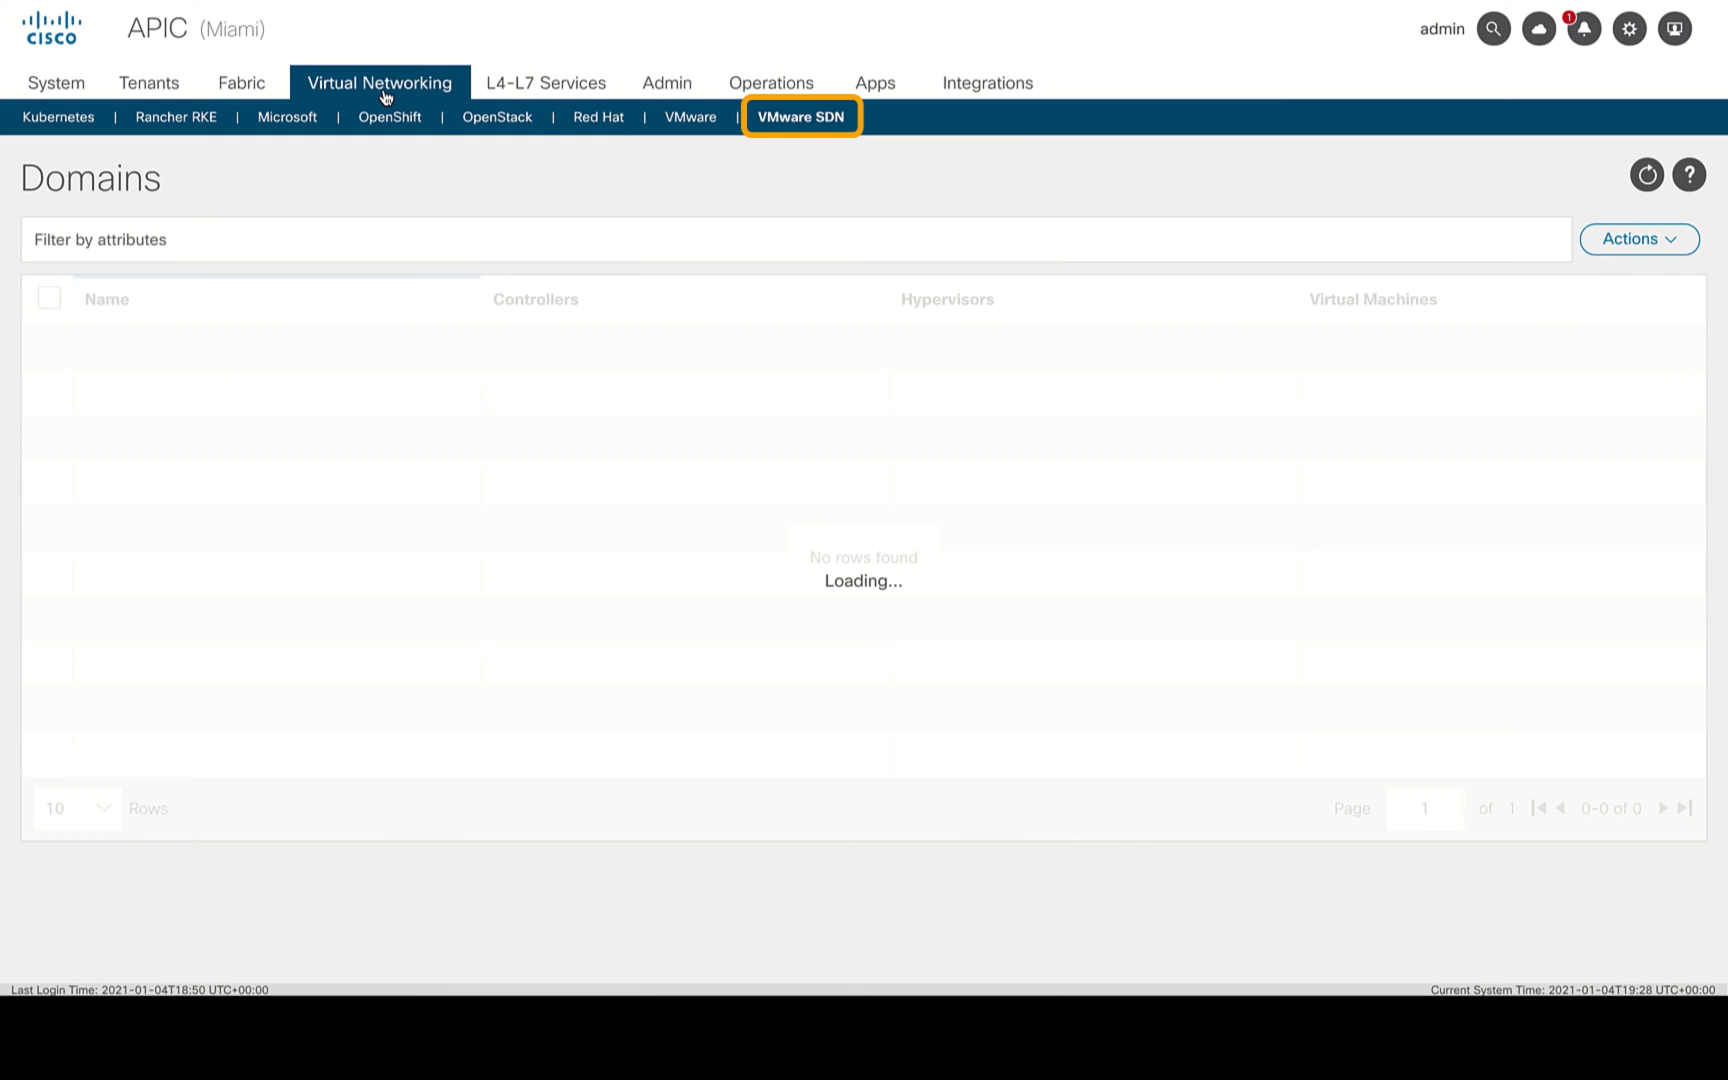 CISCO
APIC (Miami)
admin
1
System Tenants Fabric Virtual Networking L4-L7 Services Admin Operations Apps Integrations
Kubernetes | Rancher RKE | Microsoft | OpenShift | OpenStack | Red Hat | VMware | VMware SDN
Domains
?
Filter by attributes
Actions
Name Controllers Hypervisors Virtual Machines
No rows found
Loading...
10 Rows Page 1 of 1 0-0 of 0
Last Login Time: 2021-01-04T18:50 UTC+00:00 Current System Time: 2021-01-04T19:28 UTC+00:00